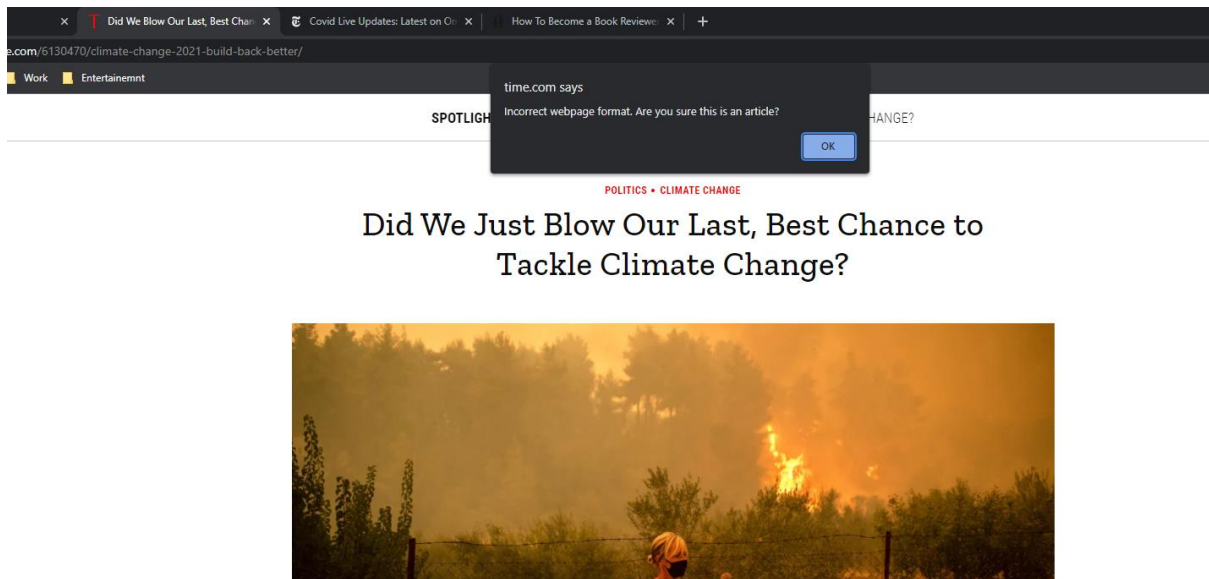 Did We Blow Our Last, Best Chan
Covid Live Updates: Latest on On
How To Become a Book Reviewe
e.com/6130470/climate-change-2021-build-back-better/
Work Entertainemnt
time.com says
Incorrect webpage format. Are you sure this is an article?
OK
SPOTLIGH HANGE?
POLITICS • CLIMATE CHANGE
Did We Just Blow Our Last, Best Chance to
Tackle Climate Change?